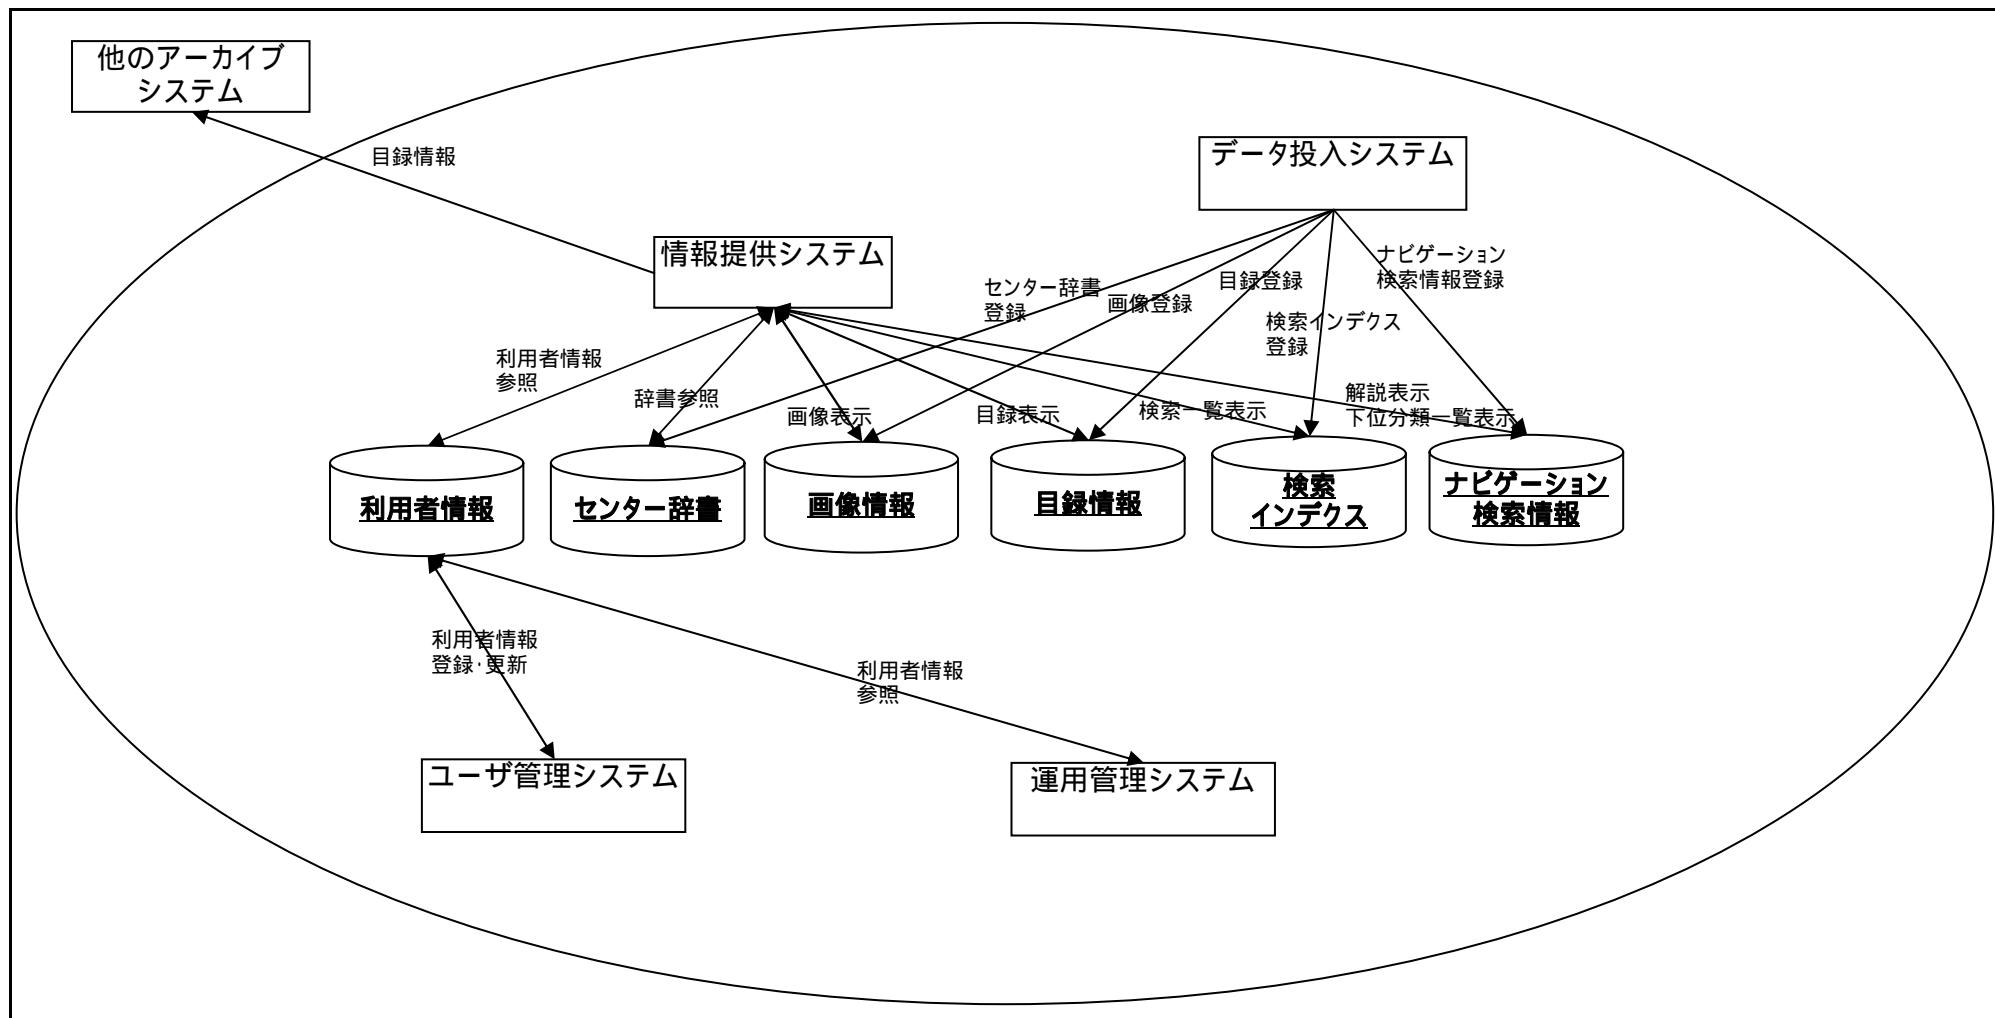 他のアーカイブ
システム
目録情報
データ投入システム
情報提供システム
ナビゲーション
検索情報登録
センター辞書
登録
画像登録
目録登録
検索インデクス
登録
利用者情報
参照
辞書参照
画像表示
目録表示
検索一覧表示
解説表示
下位分類一覧表示
利用者情報
センター辞書
画像情報
目録情報
検索
インデクス
ナビゲーション
検索情報
利用者情報
登録・更新
利用者情報
参照
ユーザ管理システム
運用管理システム